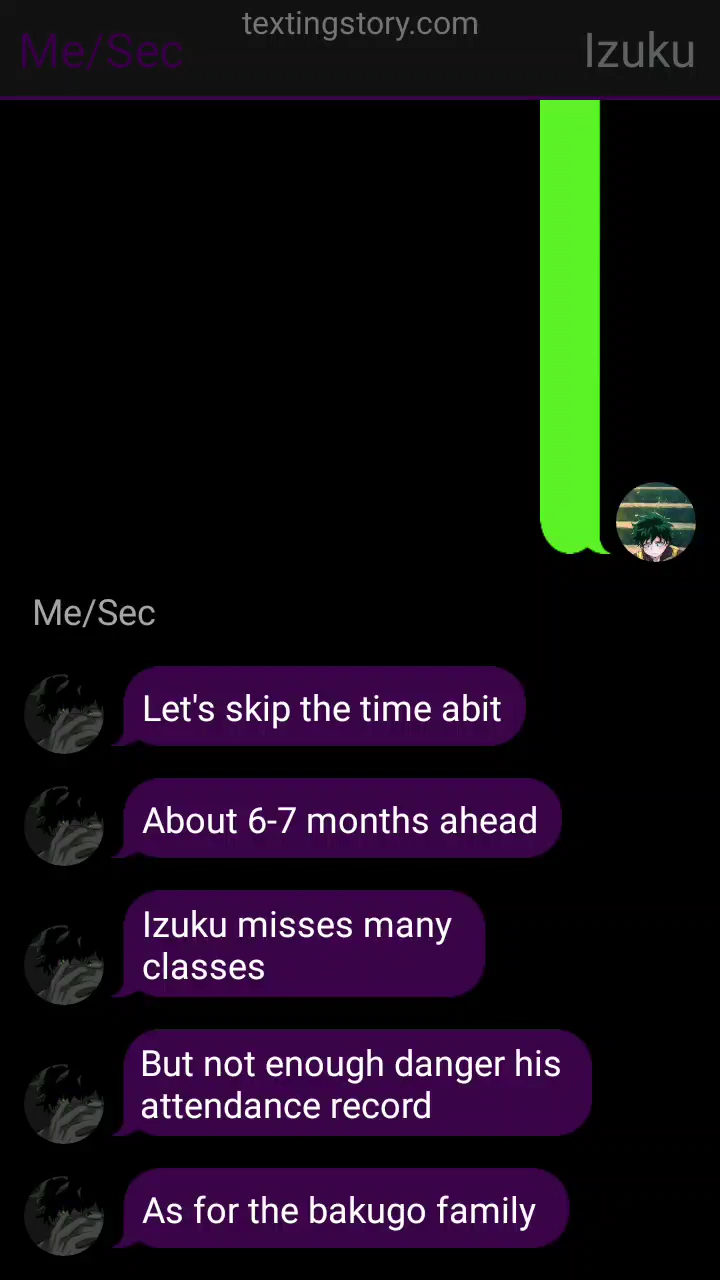 textingstory.com
Me/Sec
Izuku
Me/Sec
Let's skip the time abit
About 6-7 months ahead
Izuku misses many
classes
But not enough danger his
attendance record
As for the bakugo family